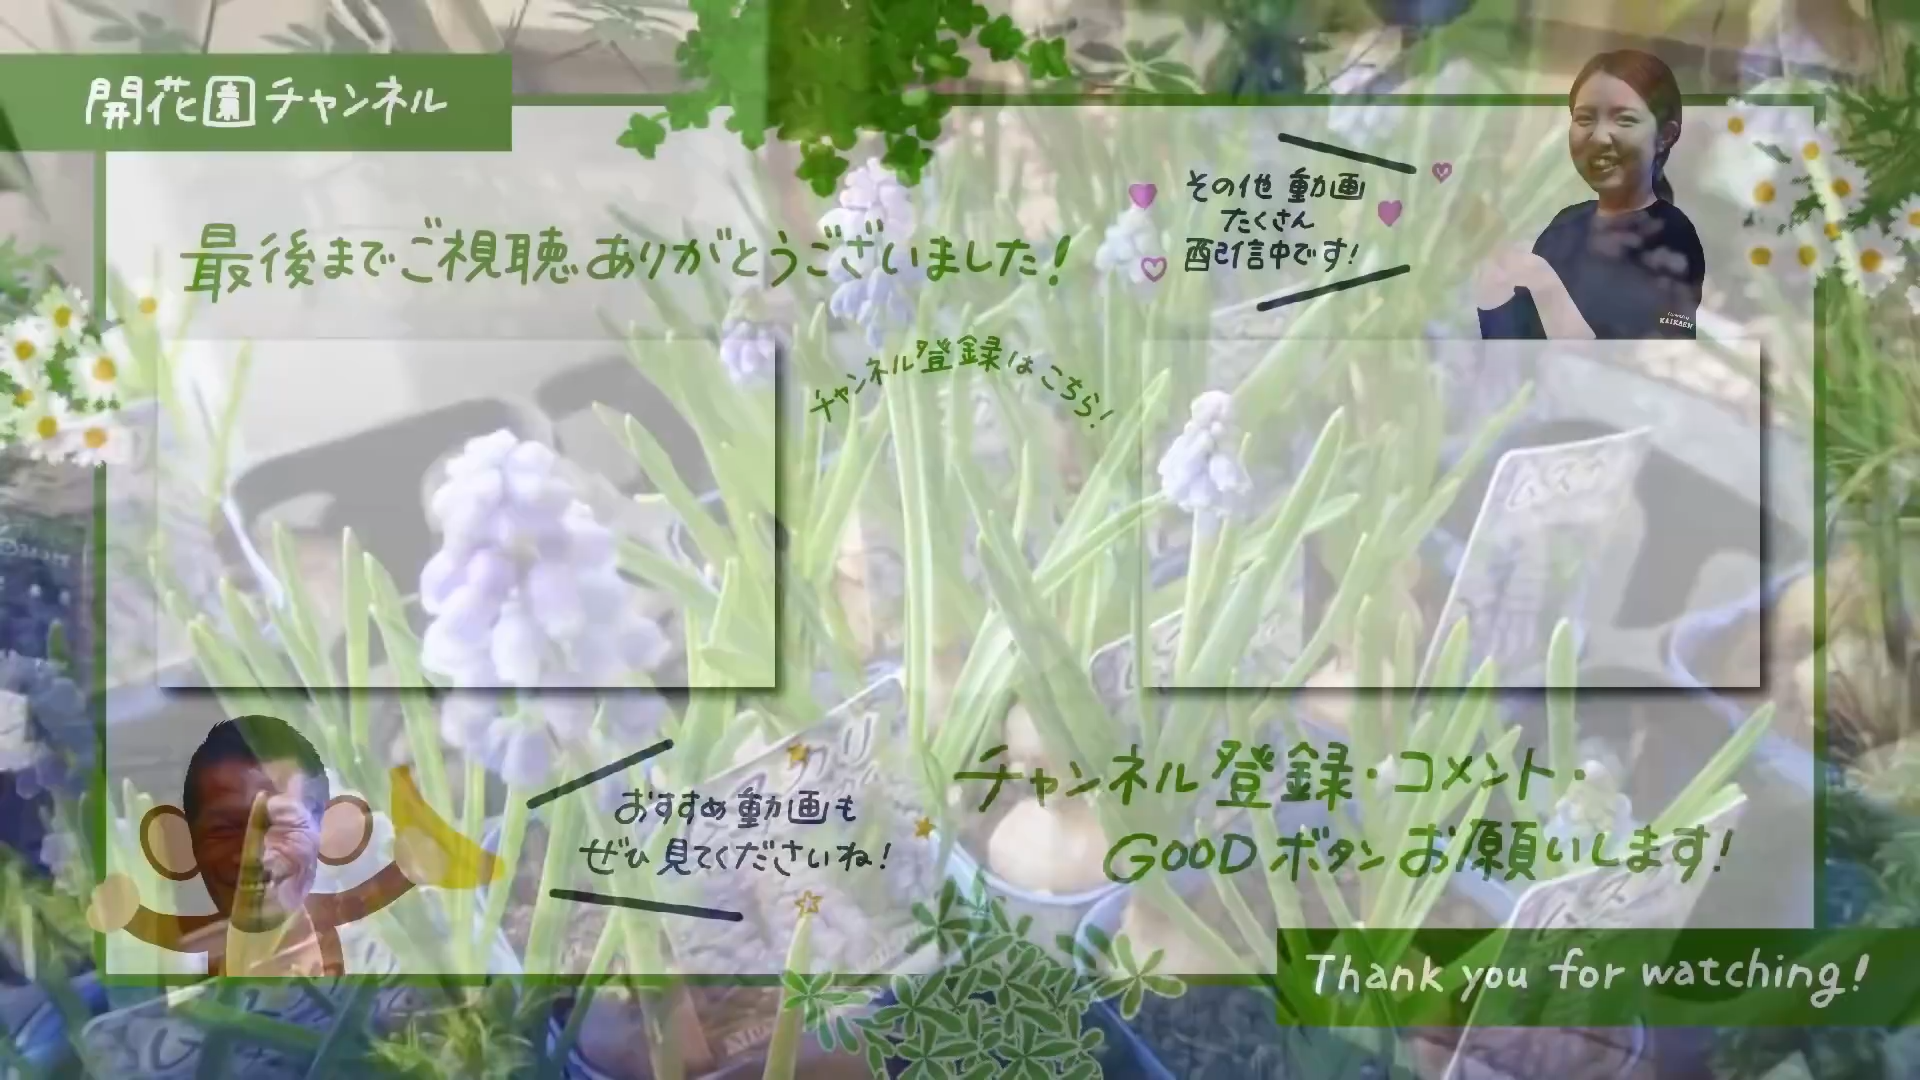 開花園チャンネル
最後までご視聴ありがとうございました!
その他 動画
たくさん
配信中です!
KAIKAEN
チャンネル登録はこちら!
ムスカリ
おすすめ動画も
ぜひ見てくださいね!
チャンネル登録・コメント・
GOODボタンお願いします!
Thank you for watching!